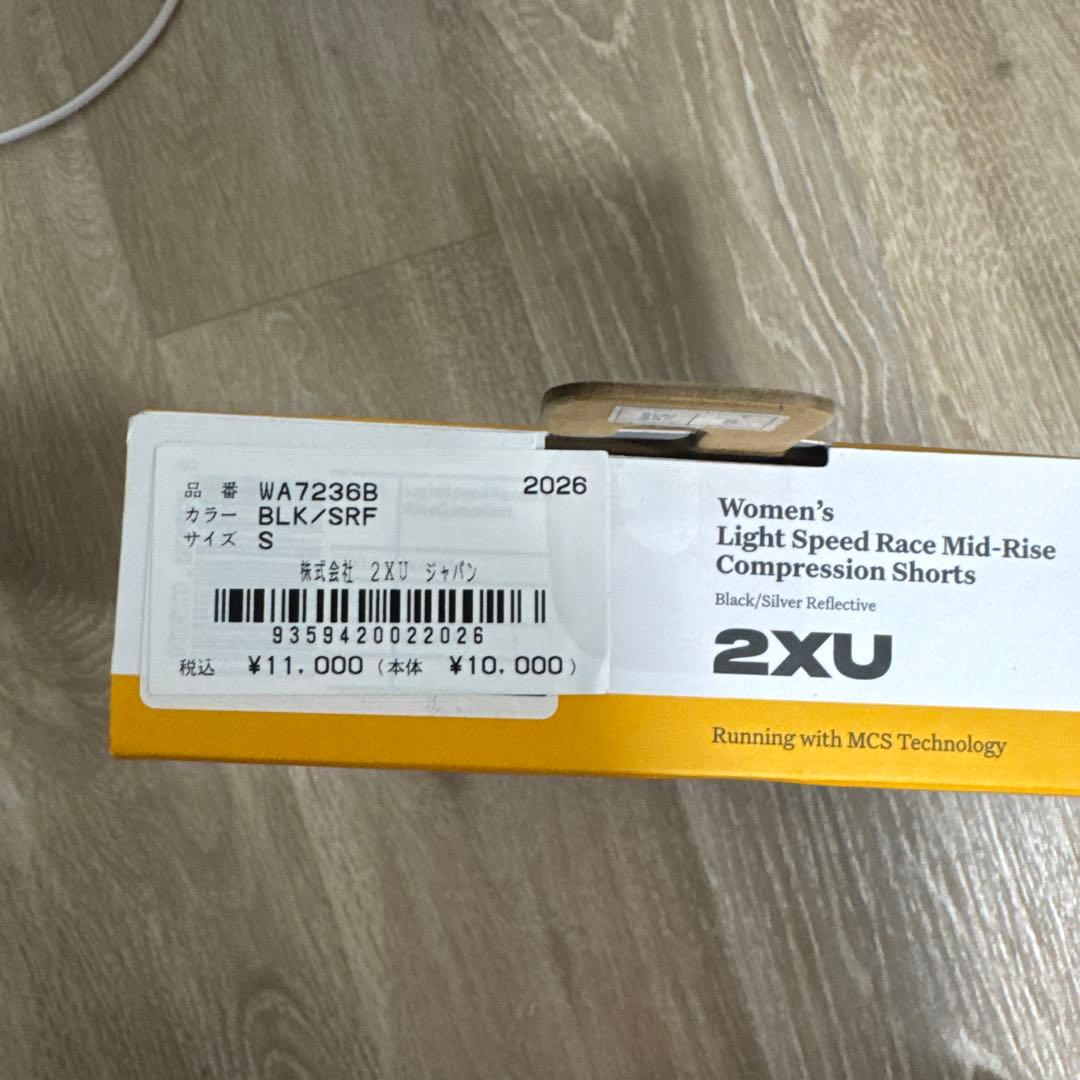 品 番 WA7236B 2026
カラー BLK/SRF
サイズ S
株式会社 2XU ジャパン
9359420022026
税込 ¥11,000 (本体 ¥10,000)
Women's
Light Speed Race Mid-Rise
Compression Shorts
Black/Silver Reflective
2XU
Running with MCS Technology